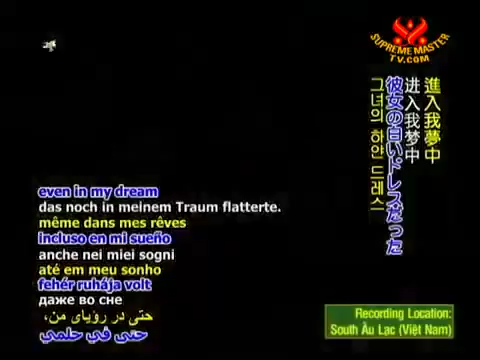 SUPREME MASTER
TV.COM
進入我夢中
进入我梦中
彼女の白いドレスだった
그녀의 하얀 드레스
even in my dream
das noch in meinem Traum flatterte.
même dans mes rêves
incluso en mi sueño
anche nei miei sogni
até em meu sonho
fehér ruhája volt
даже во сне
حتی در رؤیای من،
حتى في حلمي
Recording Location:
South Âu Lạc (Việt Nam)